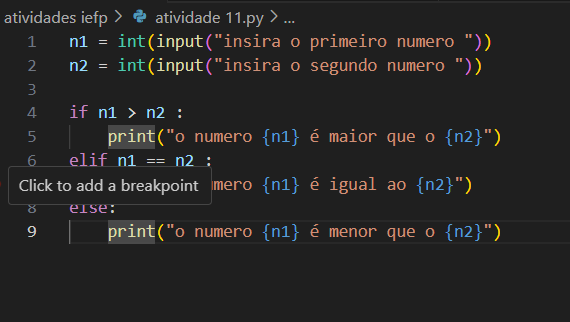 atividades iefp > atividade 11.py > ...
1 n1 = int(input("insira o primeiro numero "))
2 n2 = int(input("insira o segundo numero "))
3
4 if n1 > n2 :
5 print("o numero {n1} é maior que o {n2}")
6 elif n1 == n2 :
Click to add a breakpoint
umero {n1} é igual ao {n2}")
8 else:
9 print("o numero {n1} é menor que o {n2}")